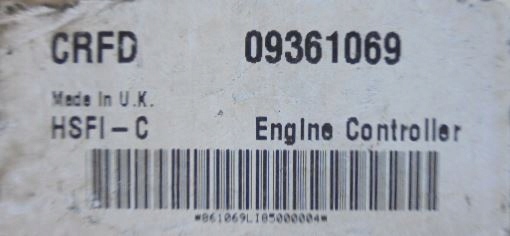 CRFD 09361069
Made in U.K.
HSFI-C Engine Controller
*861069LI85000004*